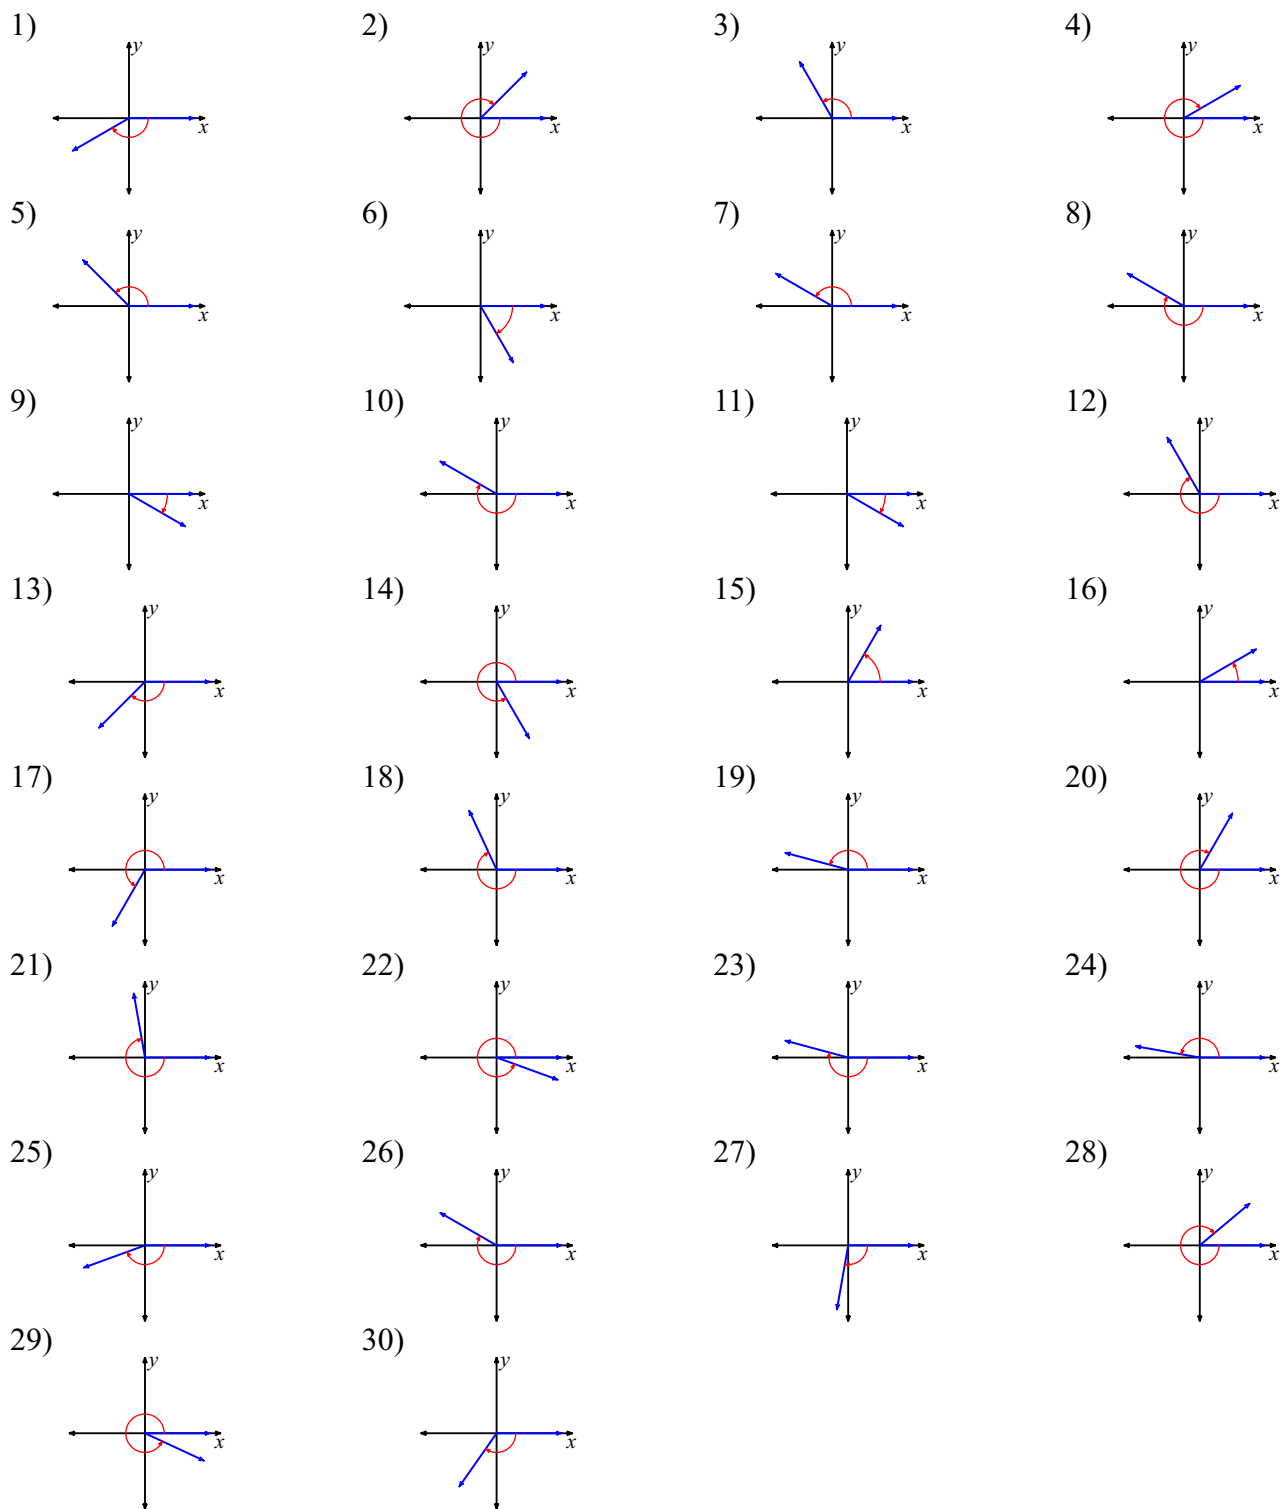 1) 2) 3) 4)
y y y y
x x x x
5) 6) 7) 8)
y y y y
x x x x
9) 10) 11) 12)
y y y y
x x x x
13) 14) 15) 16)
y y y y
x x x x
17) 18) 19) 20)
y y y y
x x x x
21) 22) 23) 24)
y y y y
x x x x
25) 26) 27) 28)
y y y y
x x x x
29) 30)
y y
x x